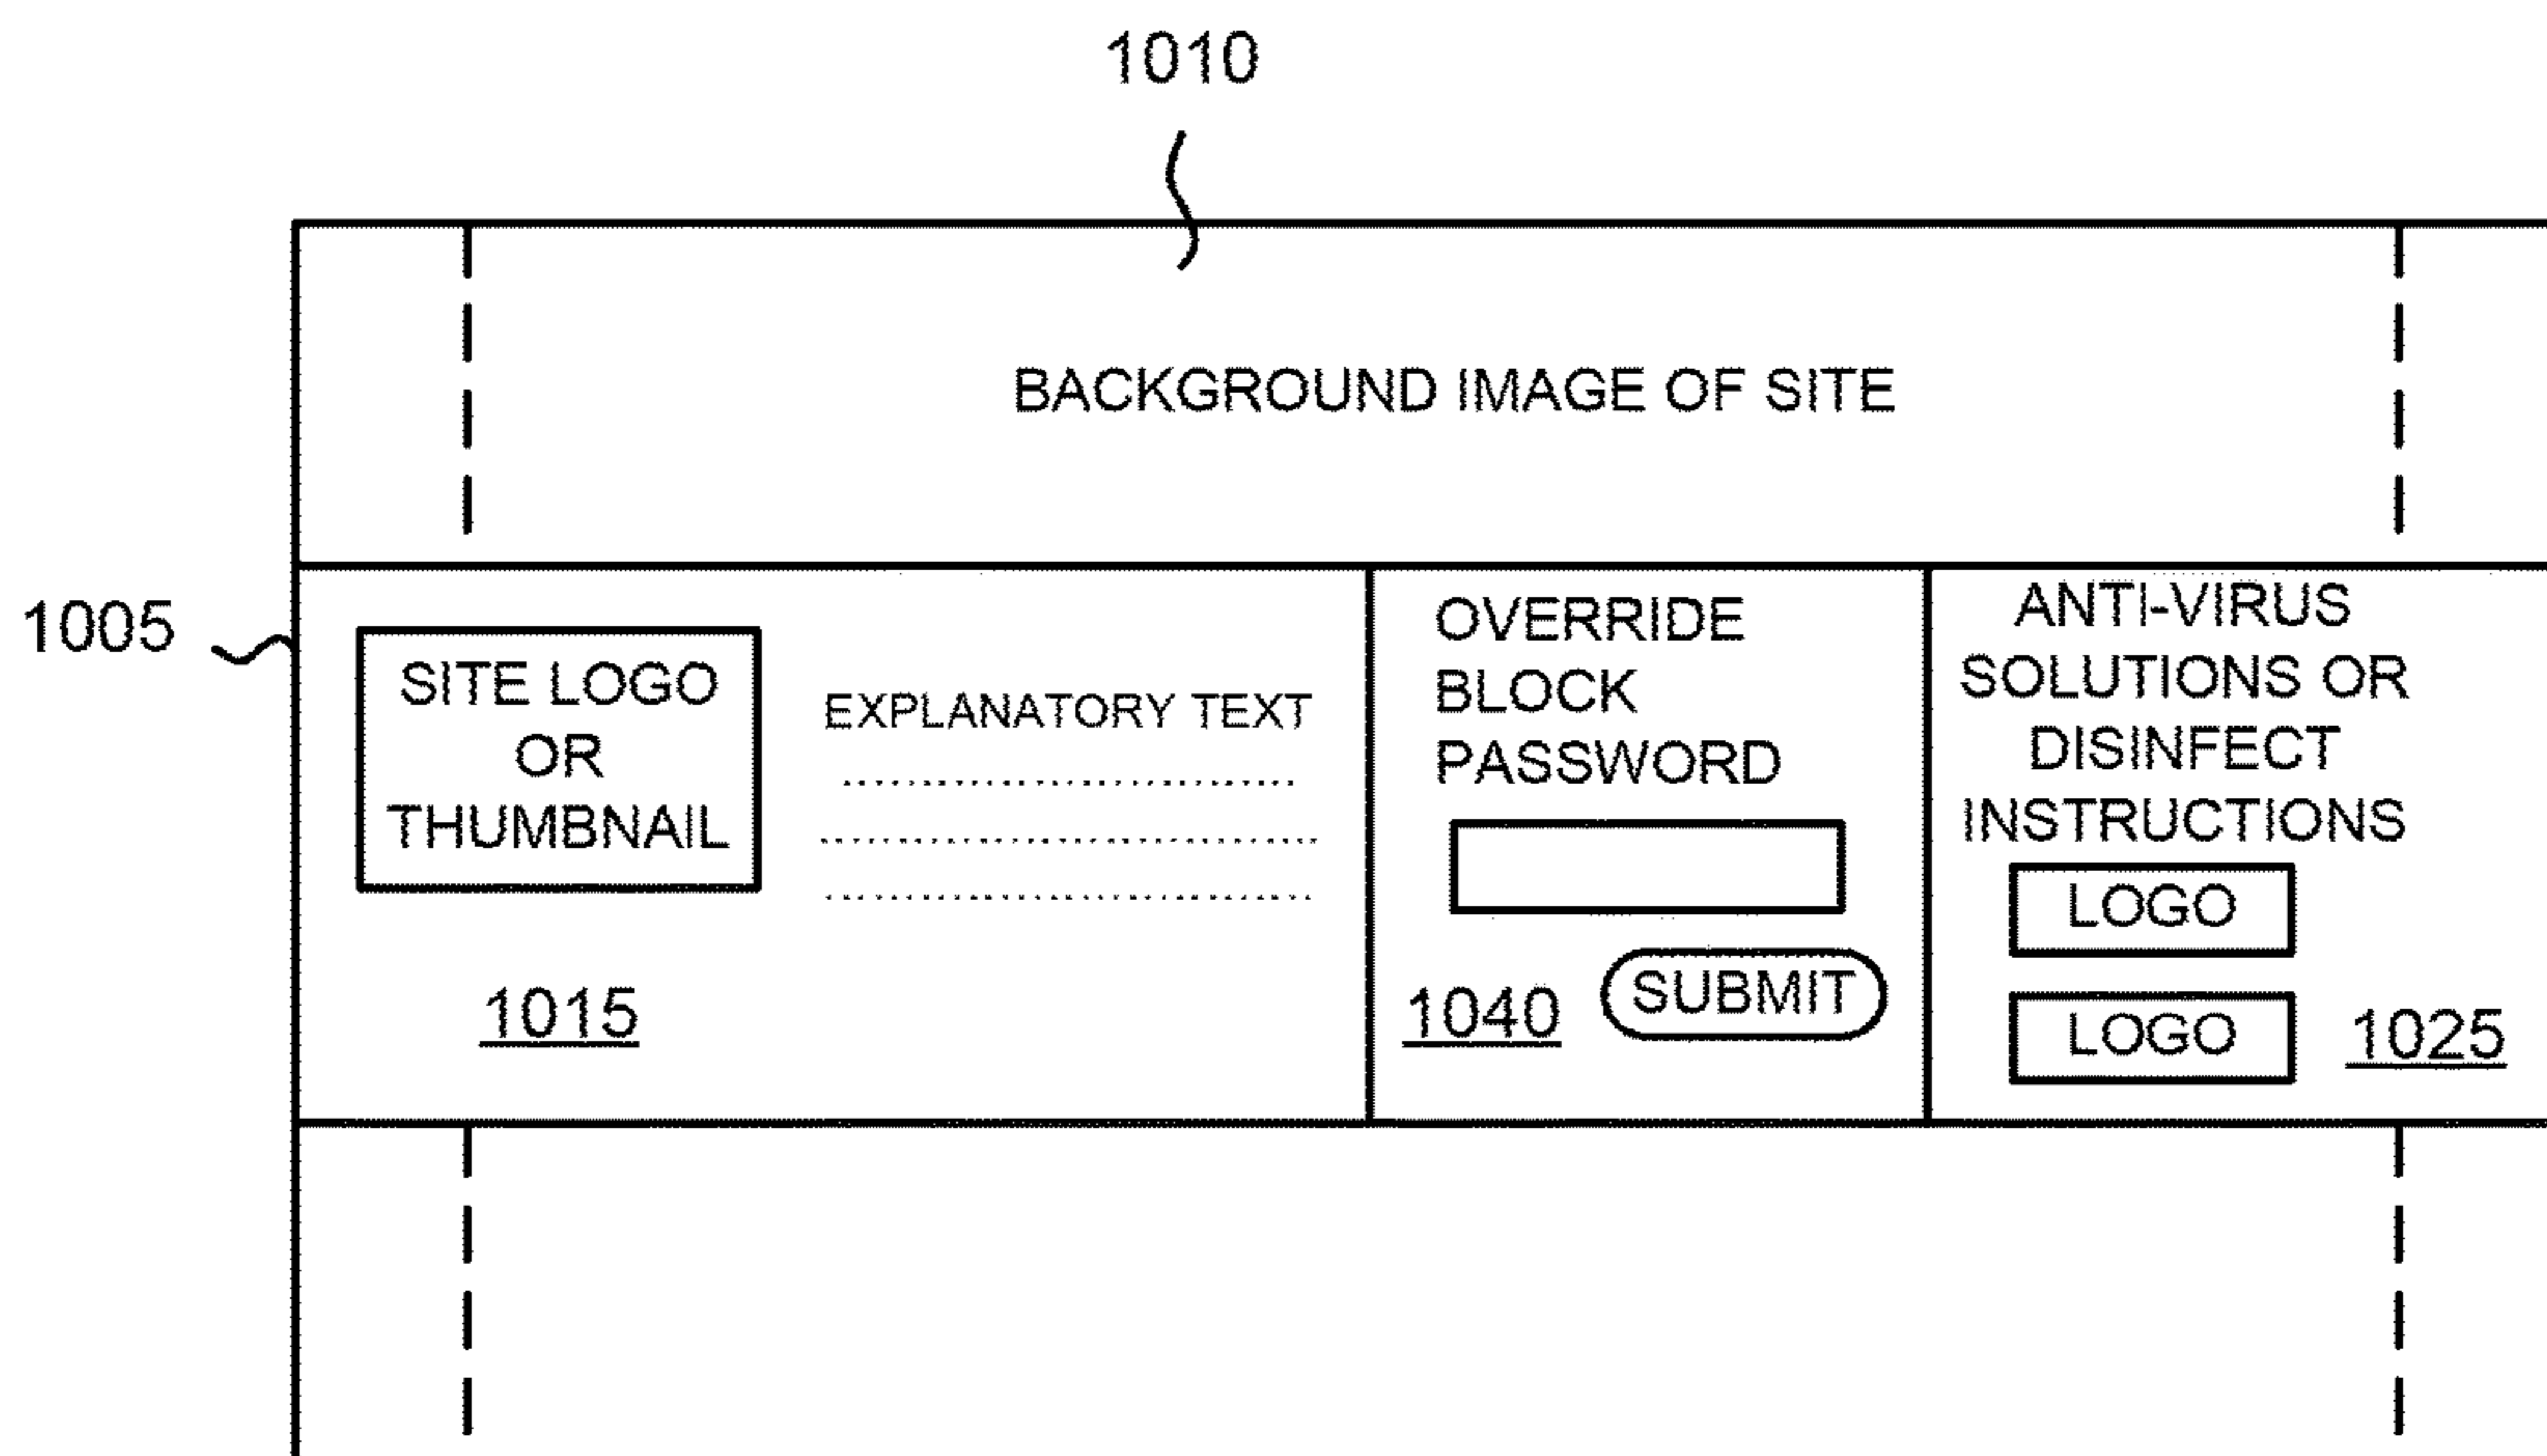 1010
BACKGROUND IMAGE OF SITE
1005
SITE LOGO
OR
THUMBNAIL
EXPLANATORY TEXT
1015
OVERRIDE
BLOCK
PASSWORD
SUBMIT
1040
ANTI-VIRUS
SOLUTIONS OR
DISINFECT
INSTRUCTIONS
LOGO
LOGO
1025